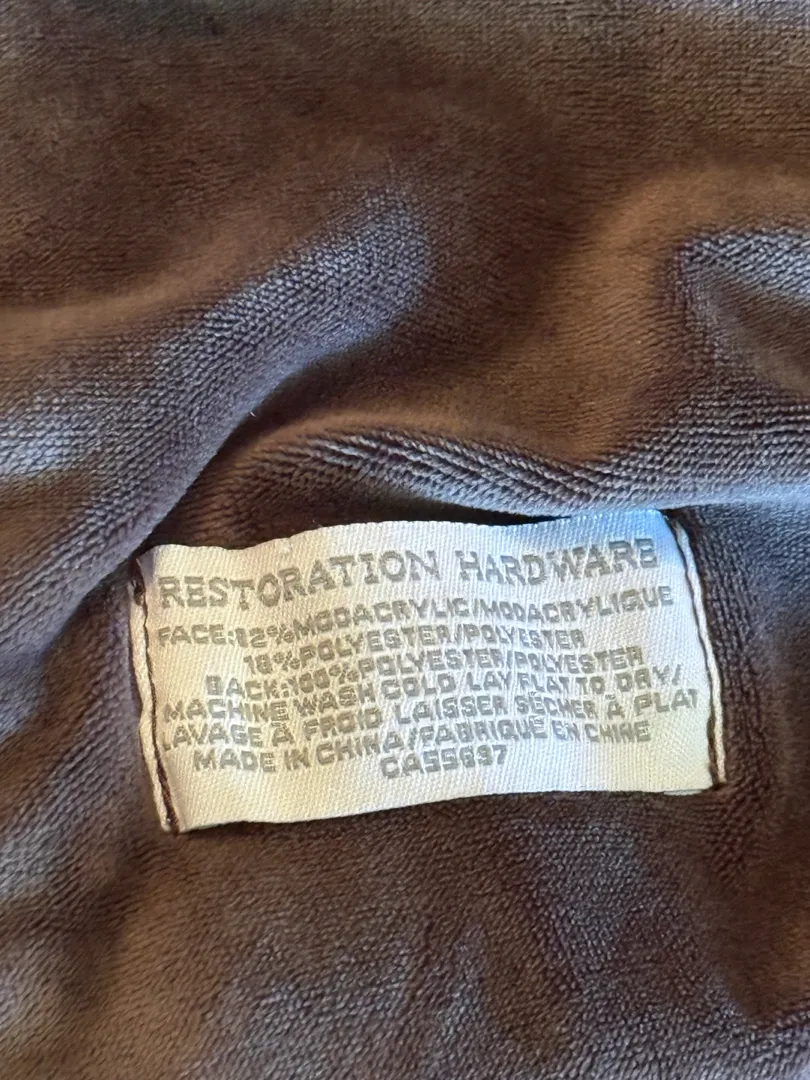 RESTORATION HARDWARE
FACE:82%MODACRYLIC/MODACRYLIQUE
18%POLYESTER/POLYESTER
BACK:100%POLYESTER/POLYESTER
MACHINE WASH COLD LAY FLAT TO DRY/
LAVAGE À FROID LAISSER SÉCHER À PLAT
MADE IN CHINA/FABRIQUÉ EN CHINE
CA55697